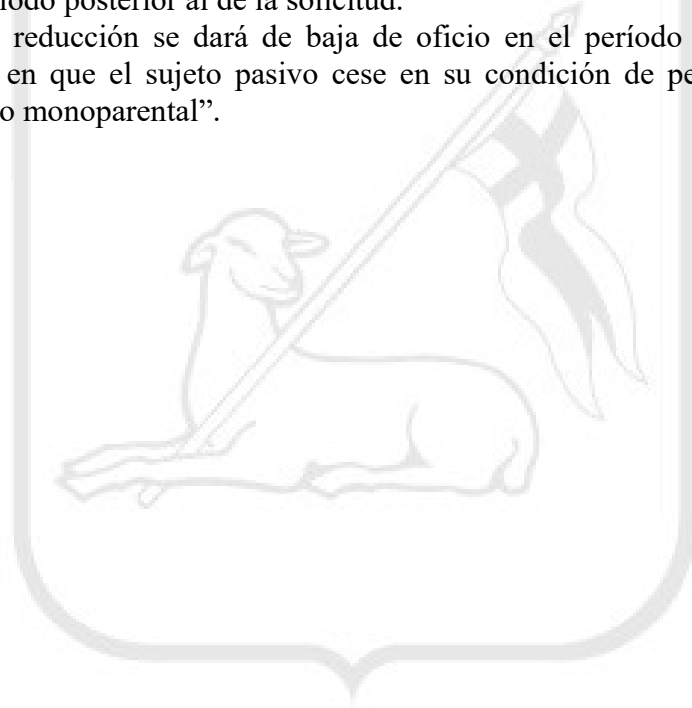 íodo posterior al de la solicitud.
reducción se dará de baja de oficio en el período
en que el sujeto pasivo cese en su condición de pe
o monoparental”.